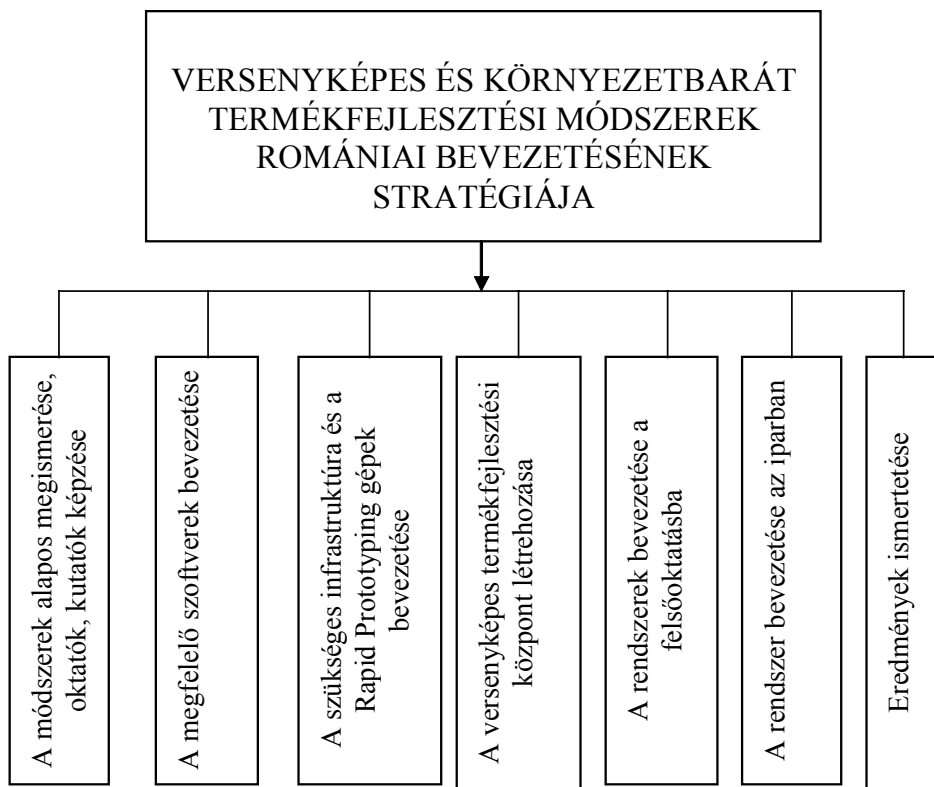 VERSENYKÉPES ÉS KÖRNYEZETBARÁT
TERMÉKFEJLESZTÉSI MÓDSZEREK
ROMÁNIAI BEVEZETÉSÉNEK
STRATÉGIÁJA
A módszerek alapos megismerése,
oktatók, kutatók képzése
A megfelelő szoftverek bevezetése
A szükséges infrastruktúra és a
Rapid Prototyping gépek
bevezetése
A versenyképes termékfejlesztési
központ létrehozása
A rendszerek bevezetése a
felsőoktatásba
A rendszer bevezetése az iparban
Eredmények ismertetése